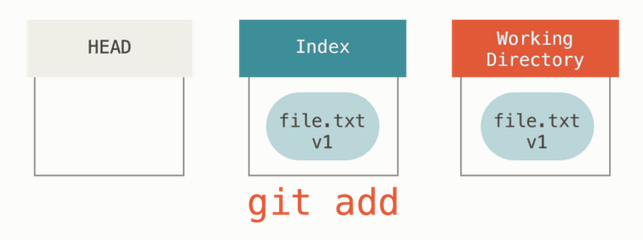 HEAD
Index
Working
Directory
file.txt
v1
file.txt
v1
git add